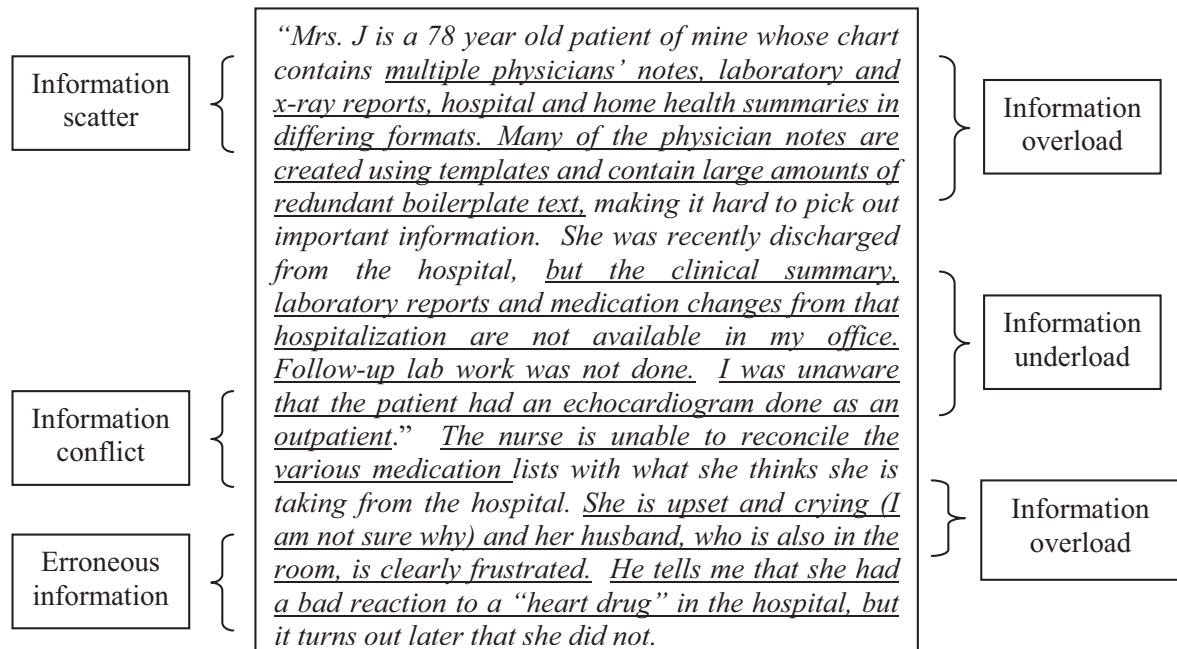 “Mrs. J is a 78 year old patient of mine whose chart
contains multiple physicians’ notes, laboratory and
x-ray reports, hospital and home health summaries in
differing formats. Many of the physician notes are
created using templates and contain large amounts of
redundant boilerplate text, making it hard to pick out
important information. She was recently discharged
from the hospital, but the clinical summary,
laboratory reports and medication changes from that
hospitalization are not available in my office.
Follow-up lab work was not done. I was unaware
that the patient had an echocardiogram done as an
outpatient.” The nurse is unable to reconcile the
various medication lists with what she thinks she is
taking from the hospital. She is upset and crying (I
am not sure why) and her husband, who is also in the
room, is clearly frustrated. He tells me that she had
a bad reaction to a “heart drug” in the hospital, but
it turns out later that she did not.
Information
scatter
Information
conflict
Erroneous
information
Information
overload
Information
underload
Information
overload